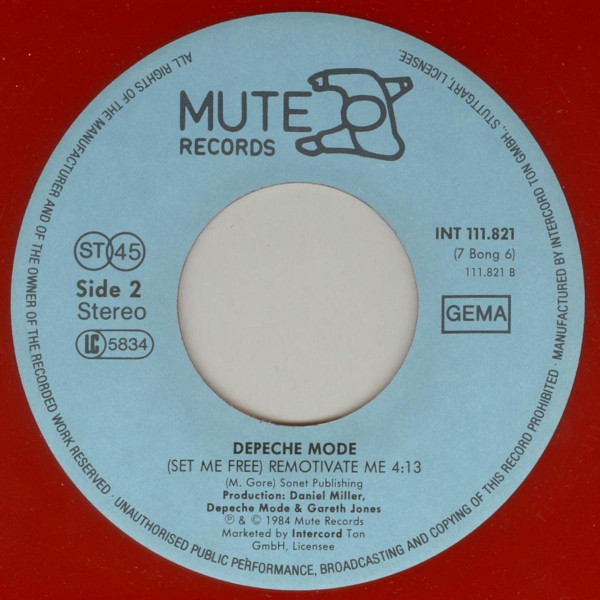 MUTE
RECORDS
ST 45
Side 2
Stereo
LC 5834
INT 111.821
(7 Bong 6)
111.821 B
GEMA
DEPECHE MODE
(SET ME FREE) REMOTIVATE ME 4:13
(M. Gore) Sonet Publishing
Production: Daniel Miller,
Depeche Mode & Gareth Jones
℗ & © 1984 Mute Records
Marketed by Intercord Ton
GmbH, Licensee
ALL RIGHTS OF THE MANUFACTURER AND OF THE OWNER OF THE RECORDED WORK RESERVED · UNAUTHORISED PUBLIC PERFORMANCE, BROADCASTING AND COPYING OF THIS RECORD PROHIBITED · MANUFACTURED BY INTERCORD TON GMBH, STUTTGART, LICENSEE.